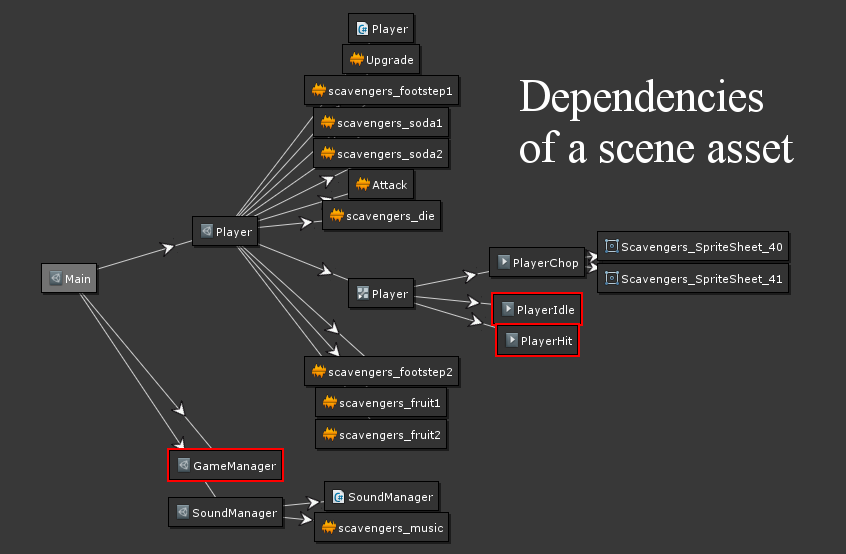 Player
Upgrade
scavengers_footstep1
Dependencies
of a scene asset
scavengers_soda1
scavengers_soda2
Attack
scavengers_die
Player
Main
Player
PlayerChop
Scavengers_SpriteSheet_40
Scavengers_SpriteSheet_41
PlayerIdle
PlayerHit
scavengers_footstep2
scavengers_fruit1
scavengers_fruit2
GameManager
SoundManager
SoundManager
scavengers_music